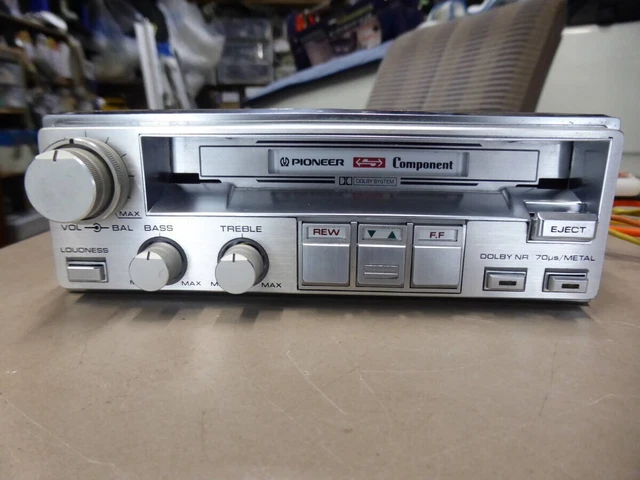 PIONEER Component
DOLBY SYSTEM
MAX
VOL BAL BASS TREBLE
EJECT
REW ▼ ▲ F.F
LOUDNESS
DOLBY NR 70µs/METAL
MAX MAX